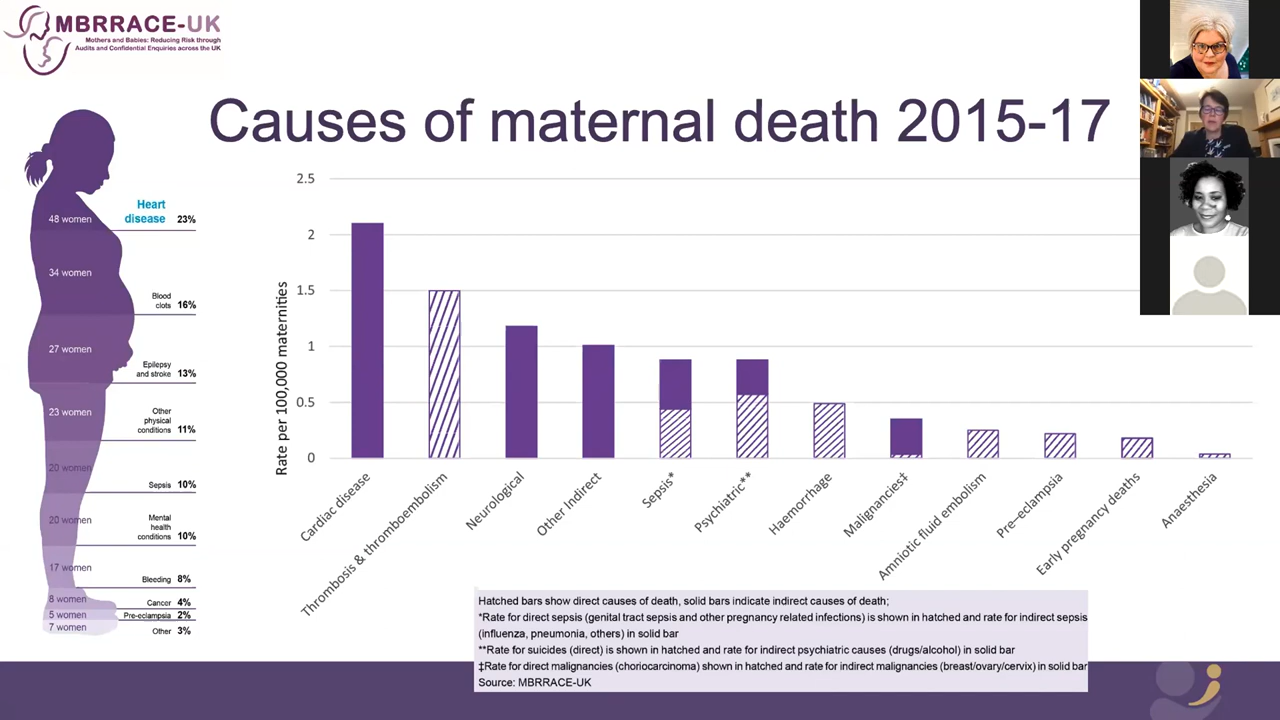 MBRRACE-UK
Mothers and Babies: Reducing Risk through
Audits and Confidential Enquiries across the UK
Causes of maternal death 2015-17
48 women
Heart
disease 23%
34 women
Blood
clots 16%
27 women
Epilepsy
and stroke 13%
23 women
Other
physical
conditions 11%
20 women
Sepsis 10%
20 women
Mental
health
conditions 10%
17 women
Bleeding 8%
8 women
Cancer 4%
5 women
Pre-eclampsia 2%
7 women
Other 3%
Rate per 100,000 maternities
2.5
2
1.5
1
0.5
0
Cardiac disease
Thrombosis & thromboembolism
Neurological
Other Indirect
Sepsis*
Psychiatric**
Haemorrhage
Malignancies‡
Amniotic fluid embolism
Pre-eclampsia
Early pregnancy deaths
Anaesthesia
Hatched bars show direct causes of death, solid bars indicate indirect causes of death;
*Rate for direct sepsis (genital tract sepsis and other pregnancy related infections) is shown in hatched and rate for indirect sepsis
(influenza, pneumonia, others) in solid bar
**Rate for suicides (direct) is shown in hatched and rate for indirect psychiatric causes (drugs/alcohol) in solid bar
‡Rate for direct malignancies (choriocarcinoma) shown in hatched and rate for indirect malignancies (breast/ovary/cervix) in solid bar
Source: MBRRACE-UK